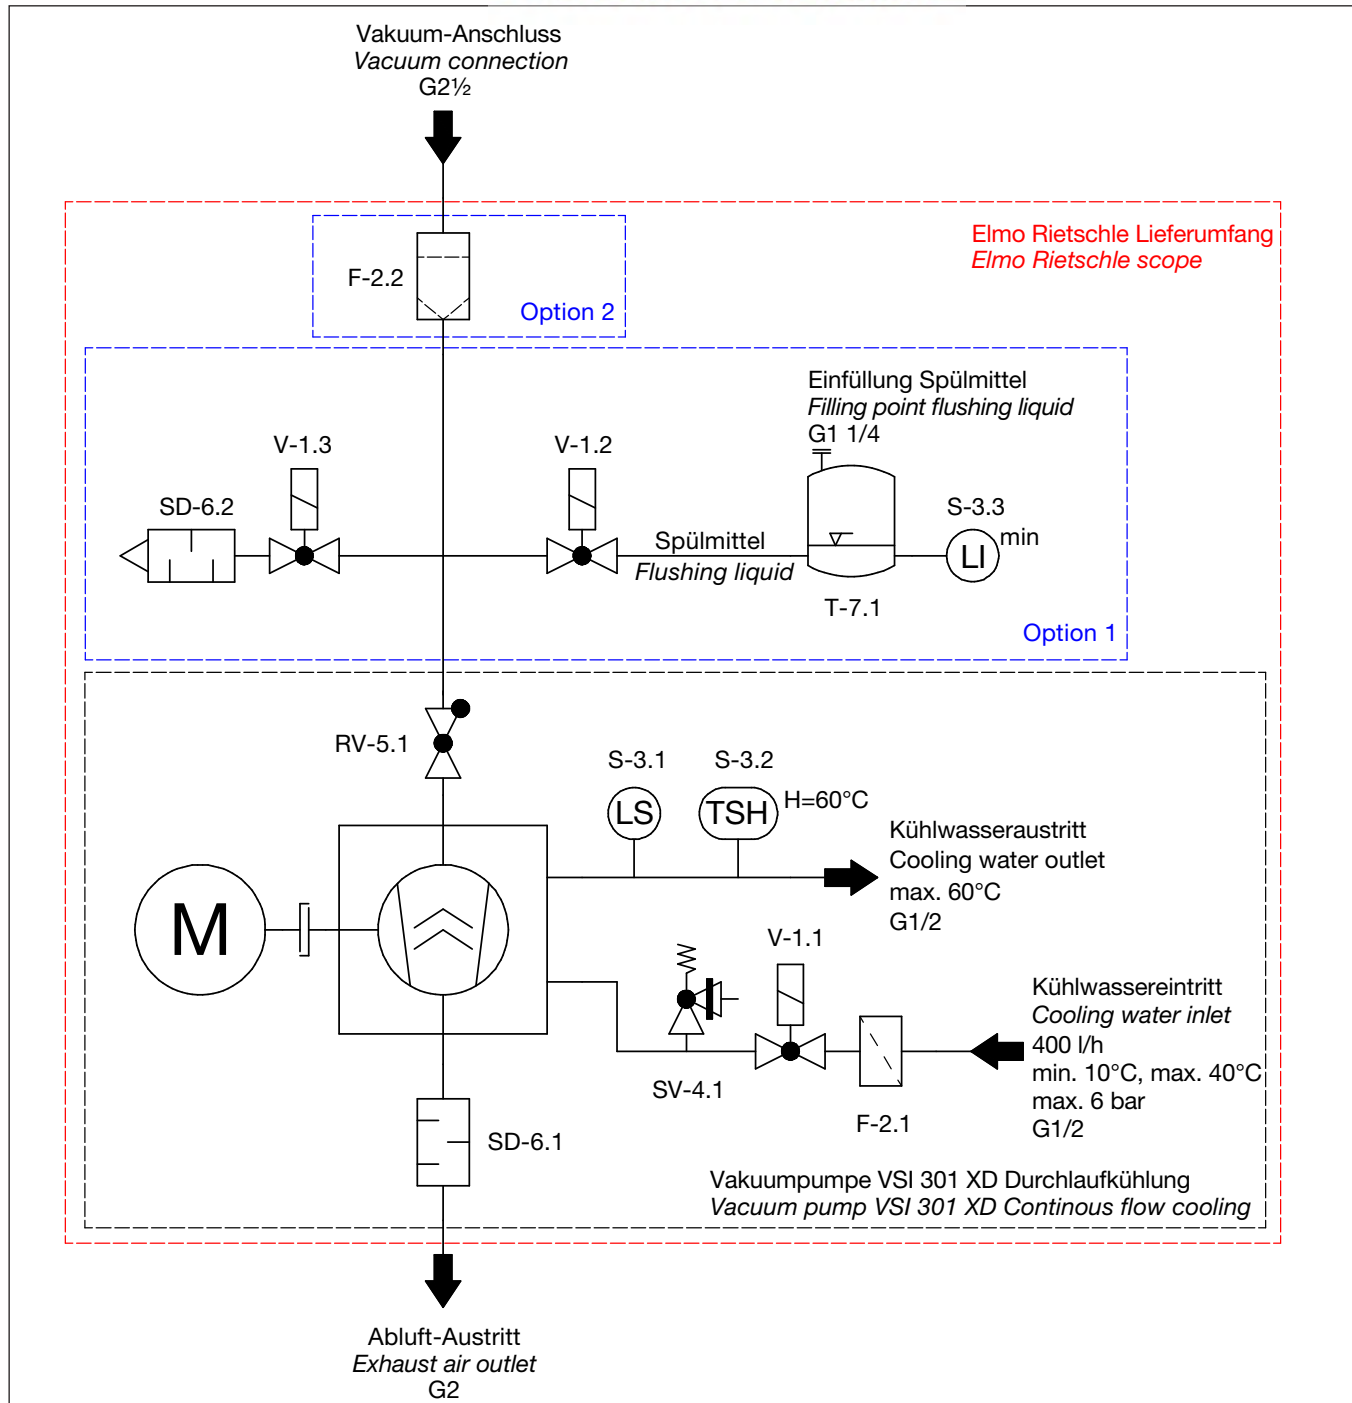 Vakuum-Anschluss
Vacuum connection
G2½
Elmo Rietschle Lieferumfang
Elmo Rietschle scope
F-2.2
Option 2
Einfüllung Spülmittel
Filling point flushing liquid
G1 1/4
V-1.3
V-1.2
SD-6.2
S-3.3
min
LI
Spülmittel
Flushing liquid
T-7.1
Option 1
RV-5.1
S-3.1
S-3.2
LS
TSH
H=60°C
Kühlwasseraustritt
Cooling water outlet
max. 60°C
G1/2
M
V-1.1
Kühlwassereintritt
Cooling water inlet
400 l/h
min. 10°C, max. 40°C
max. 6 bar
G1/2
SV-4.1
F-2.1
SD-6.1
Vakuumpumpe VSI 301 XD Durchlaufkühlung
Vacuum pump VSI 301 XD Continous flow cooling
Abluft-Austritt
Exhaust air outlet
G2